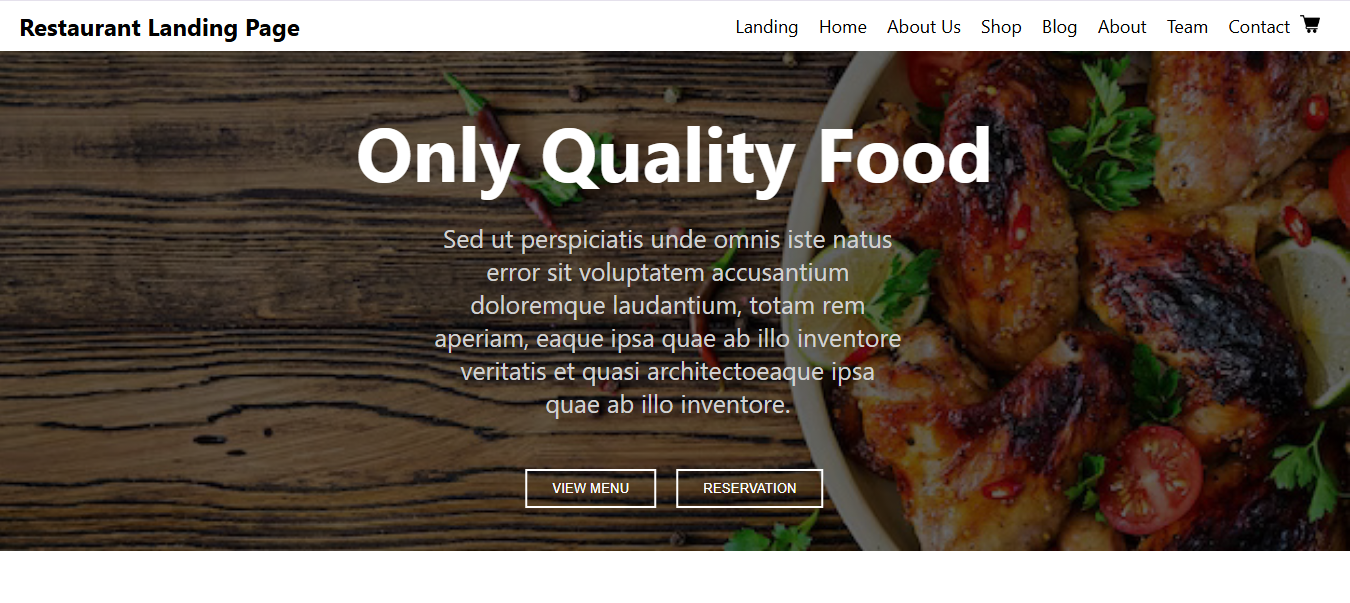 Restaurant Landing Page
Landing Home About Us Shop Blog About Team Contact
Only Quality Food
Sed ut perspiciatis unde omnis iste natus
error sit voluptatem accusantium
doloremque laudantium, totam rem
aperiam, eaque ipsa quae ab illo inventore
veritatis et quasi architectoeaque ipsa
quae ab illo inventore.
VIEW MENU RESERVATION